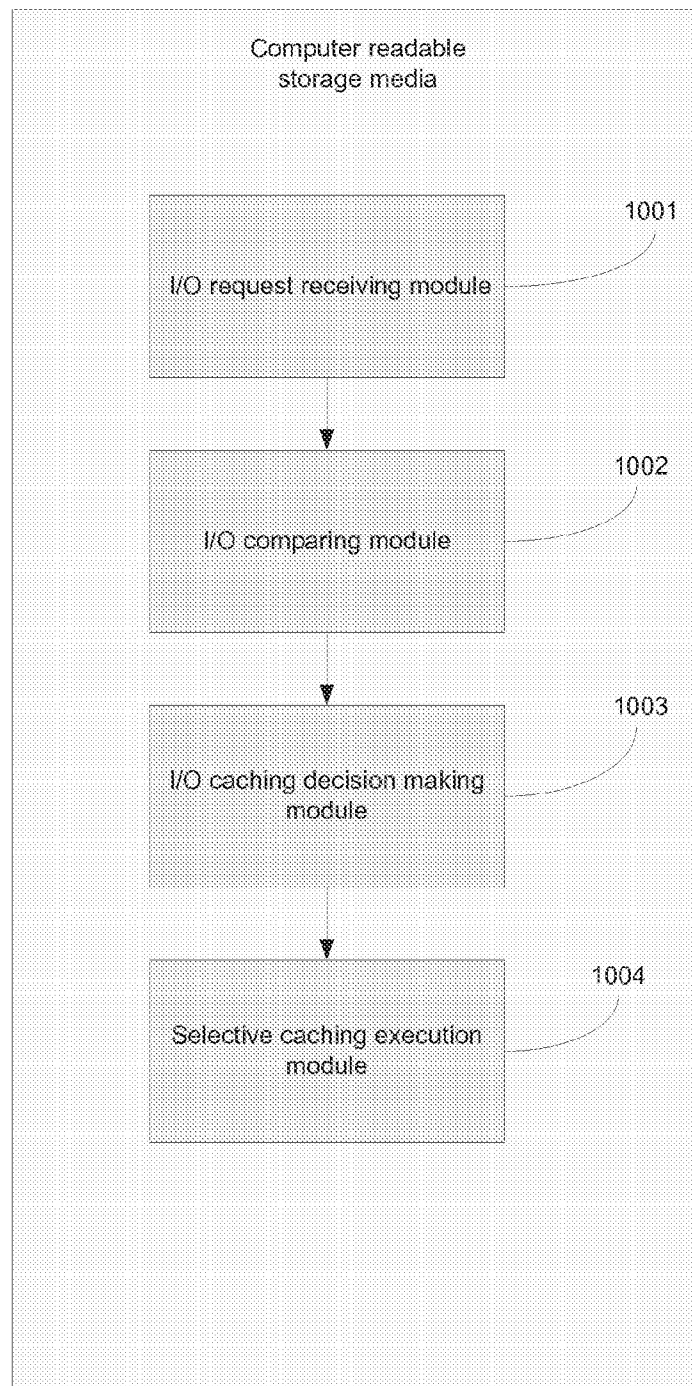 Computer readable
storage media
1001
I/O request receiving module
1002
I/O comparing module
1003
I/O caching decision making
module
1004
Selective caching execution
module